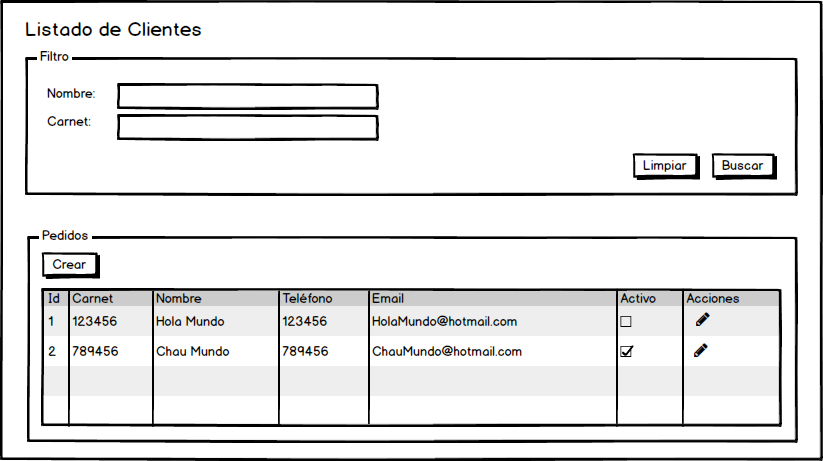 Listado de Clientes
Filtro
Nombre:
Carnet:
Limpiar Buscar
Pedidos
Crear
Id Carnet Nombre Teléfono Email Activo Acciones
1 123456 Hola Mundo 123456 HolaMundo@hotmail.com
2 789456 Chau Mundo 789456 ChauMundo@hotmail.com